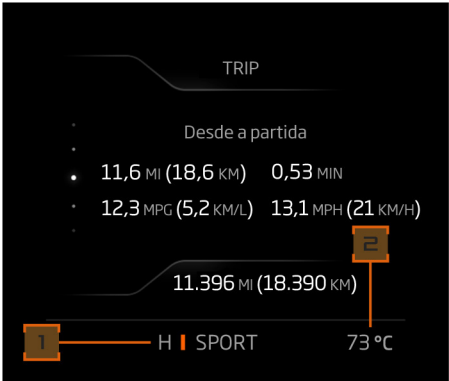 TRIP
Desde a partida
11,6 MI (18,6 KM) 0,53 MIN
12,3 MPG (5,2 KM/L) 13,1 MPH (21 KM/H)
2
11.396 MI (18.390 KM)
1 H SPORT 73 °C